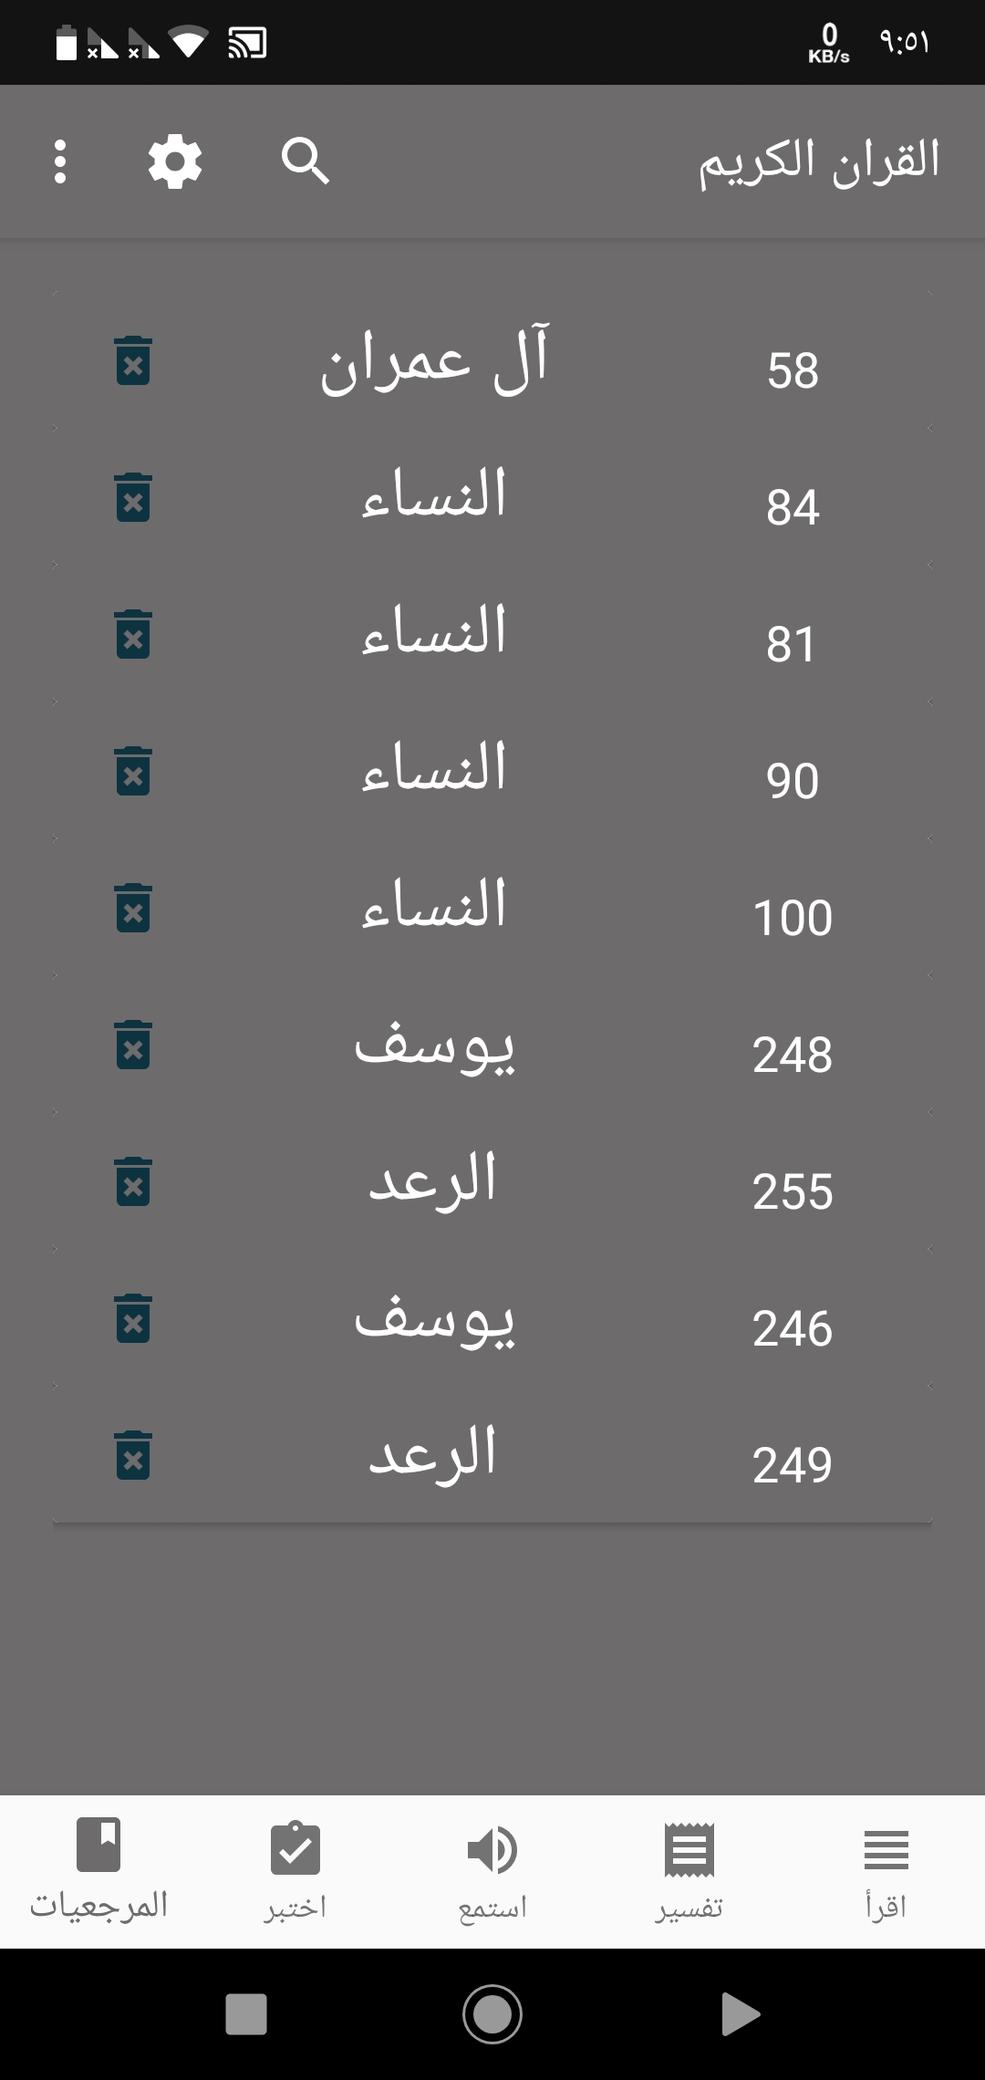 ٩:٥١
0
KB/s
القران الكريم
58 آل عمران
84 النساء
81 النساء
90 النساء
100 النساء
248 يوسف
255 الرعد
246 يوسف
249 الرعد
اقرأ تفسير استمع اختبر المرجعيات